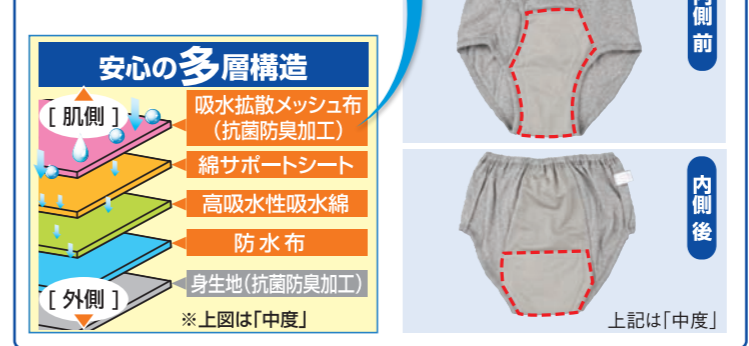 安心の多層構造
[ 肌側 ]
吸水拡散メッシュ布
(抗菌防臭加工)
綿サポートシート
高吸水性吸水綿
防水布
身生地(抗菌防臭加工)
[ 外側 ]
※上図は「中度」
内側 前
内側 後
上記は「中度」